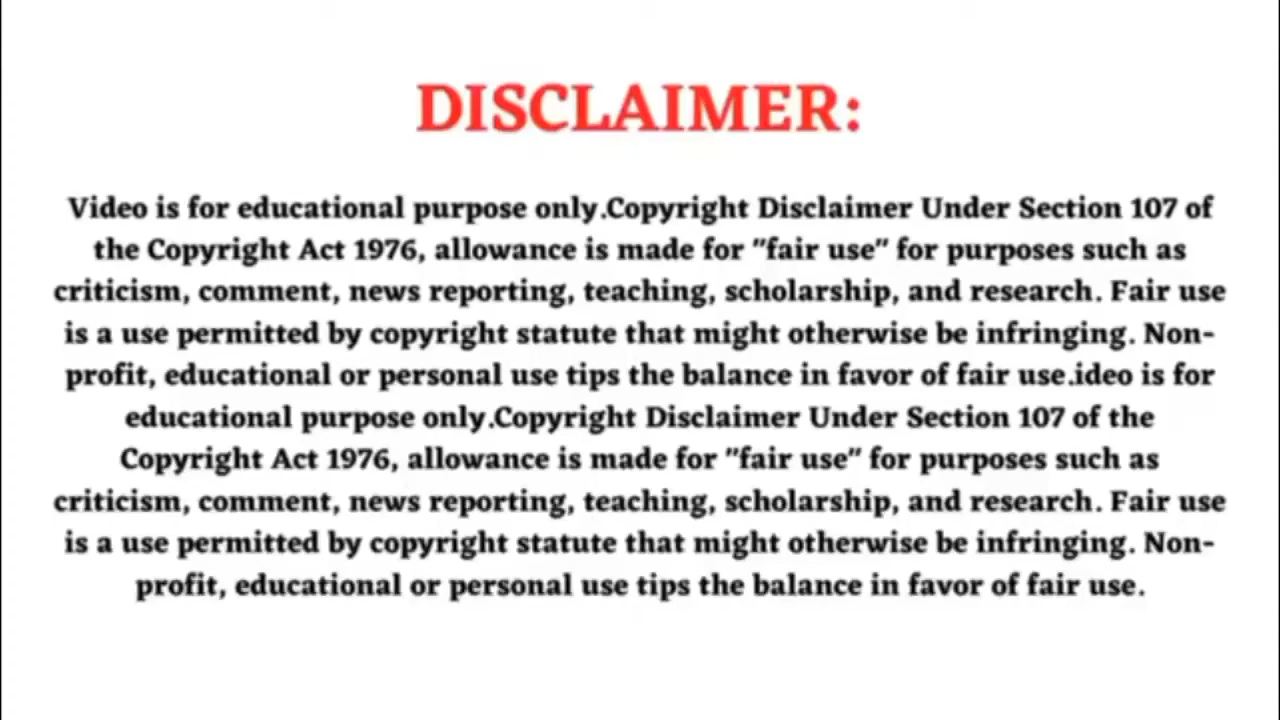 DISCLAIMER:
Video is for educational purpose only.Copyright Disclaimer Under Section 107 of
the Copyright Act 1976, allowance is made for "fair use" for purposes such as
criticism, comment, news reporting, teaching, scholarship, and research. Fair use
is a use permitted by copyright statute that might otherwise be infringing. Non-
profit, educational or personal use tips the balance in favor of fair use.ideo is for
educational purpose only.Copyright Disclaimer Under Section 107 of the
Copyright Act 1976, allowance is made for "fair use" for purposes such as
criticism, comment, news reporting, teaching, scholarship, and research. Fair use
is a use permitted by copyright statute that might otherwise be infringing. Non-
profit, educational or personal use tips the balance in favor of fair use.